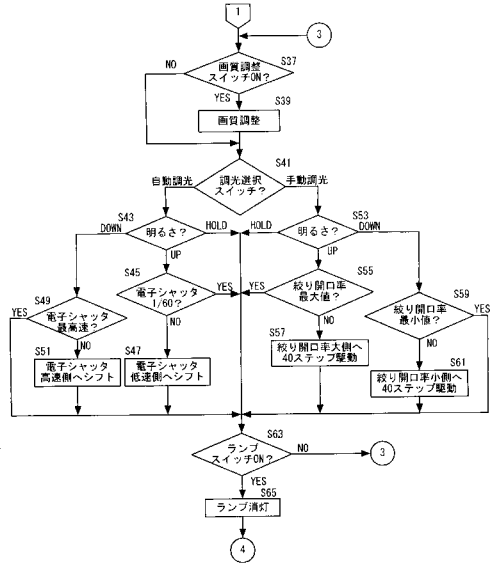 1
3
S37
画質調整
スイッチON?
NO
YES
S39
画質調整
S41
調光選択
スイッチ?
自動調光
手動調光
S43
明るさ?
DOWN
HOLD
UP
S53
明るさ?
HOLD
DOWN
UP
S45
電子シャッタ
1/60?
YES
NO
S55
絞り開口率
最大値?
YES
NO
S49
電子シャッタ
最高速?
YES
NO
S59
絞り開口率
最小値?
YES
NO
S51
電子シャッタ
高速側へシフト
S47
電子シャッタ
低速側へシフト
S57
絞り開口率大側へ
40ステップ駆動
S61
絞り開口率小側へ
40ステップ駆動
S63
ランプ
スイッチON?
NO
3
YES
S65
ランプ消灯
4